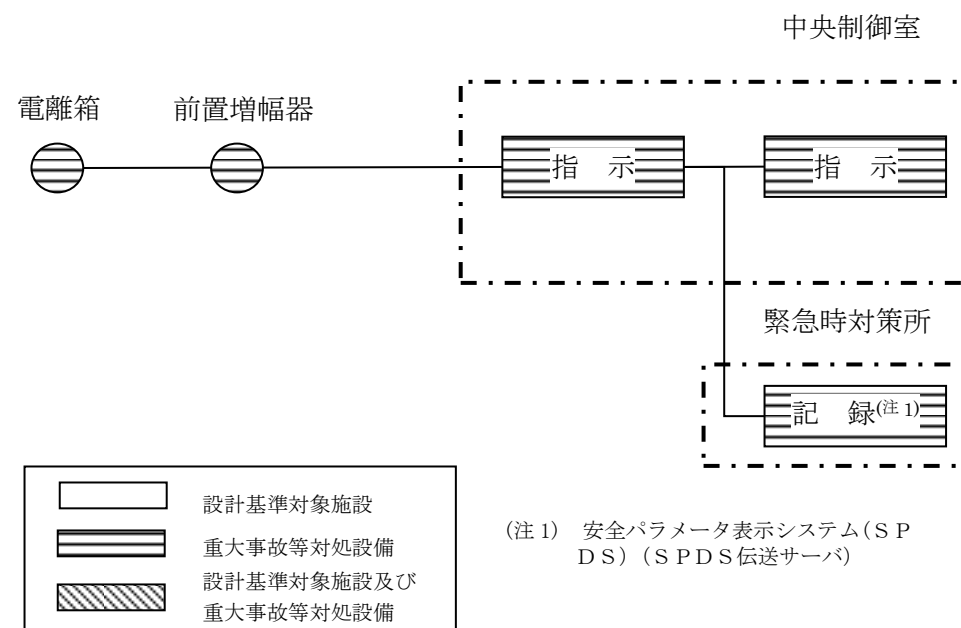 中央制御室
電離箱
前置増幅器
指 示
指 示
緊急時対策所
記 録(注 1)
設計基準対象施設
重大事故等対処設備
設計基準対象施設及び
重大事故等対処設備
(注 1) 安全パラメータ表示システム(SP
DS)(SPDS伝送サーバ)